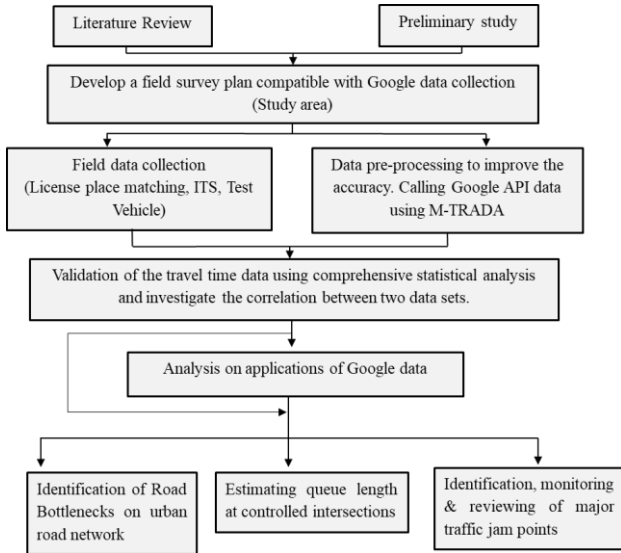 Literature Review
Preliminary study
Develop a field survey plan compatible with Google data collection
(Study area)
Field data collection
(License place matching, ITS, Test
Vehicle)
Data pre-processing to improve the
accuracy. Calling Google API data
using M-TRADA
Validation of the travel time data using comprehensive statistical analysis
and investigate the correlation between two data sets.
Analysis on applications of Google data
Identification of Road
Bottlenecks on urban
road network
Estimating queue length
at controlled intersections
Identification, monitoring
& reviewing of major
traffic jam points